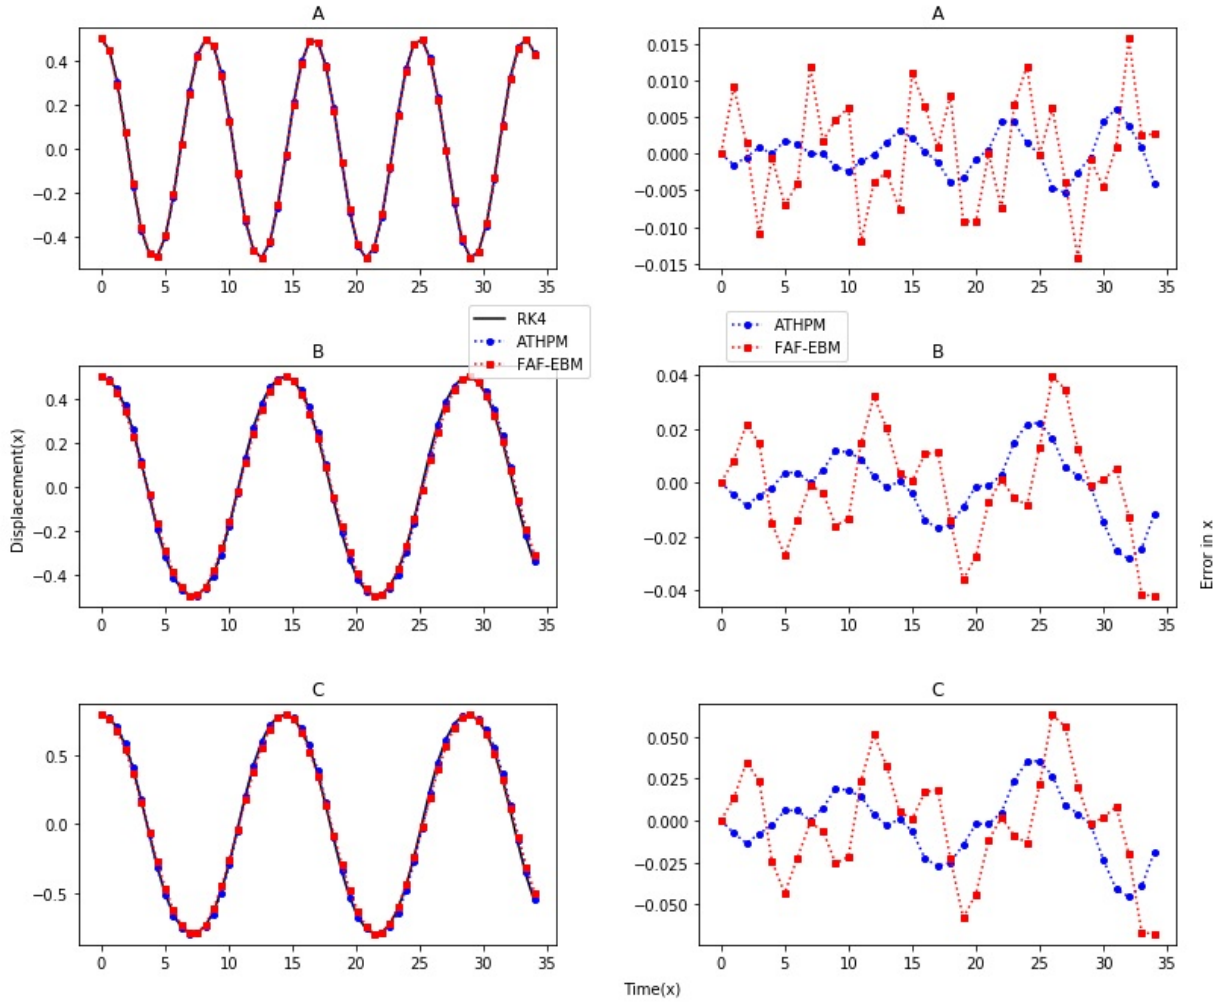 A
A
0.4
0.2
0.0
−0.2
−0.4
0 5 10 15 20 25 30 35
0.015
0.010
0.005
0.000
−0.005
−0.010
−0.015
0 5 10 15 20 25 30 35
RK4
ATHPM
FAF-EBM
ATHPM
FAF-EBM
B
B
Displacement(x)
0.4
0.2
0.0
−0.2
−0.4
0 5 10 15 20 25 30 35
0.04
0.02
0.00
−0.02
−0.04
0 5 10 15 20 25 30 35
Error in x
C
C
0.5
0.0
−0.5
0 5 10 15 20 25 30 35
0.050
0.025
0.000
−0.025
−0.050
0 5 10 15 20 25 30 35
Time(x)